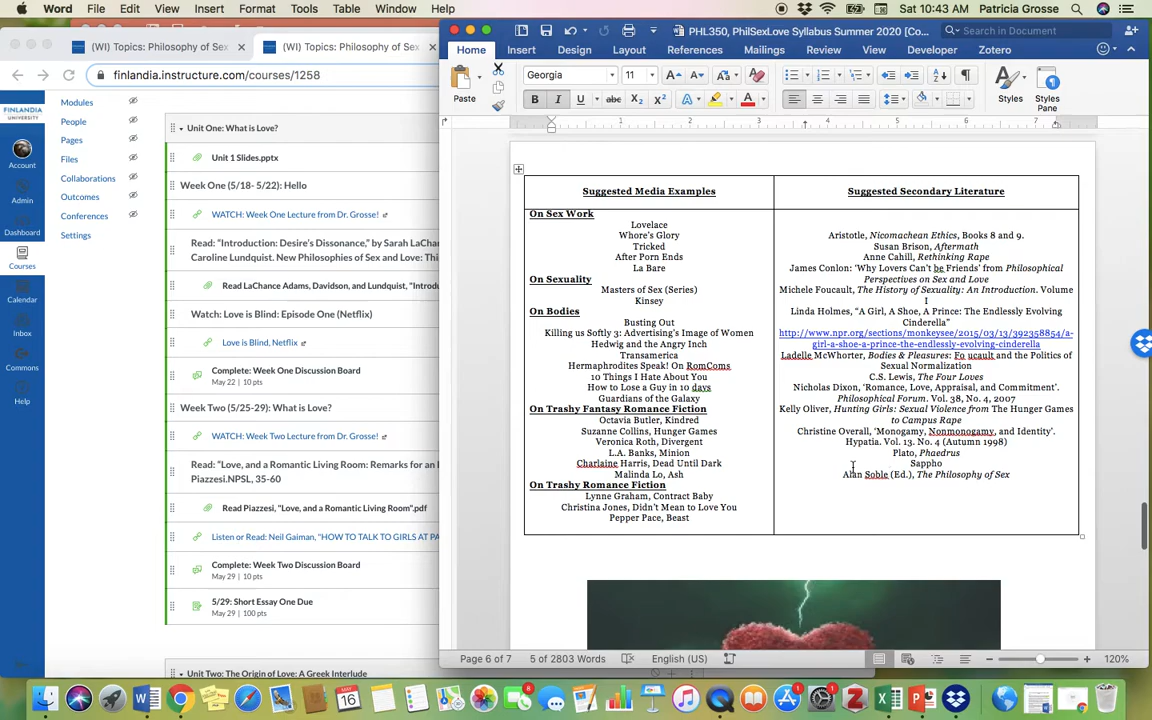 Word File Edit View Insert Format Tools Table Window Help
Sat 10:43 AM Patricia Grosse
(WI) Topics: Philosophy of Sex
(WI) Topics: Philosophy of Sex
finlandia.instructure.com/courses/1258
FINLANDIA
UNIVERSITY
Account
Admin
Dashboard
Courses
Calendar
Inbox
Commons
Help
Modules
People
Pages
Files
Collaborations
Outcomes
Conferences
Settings
Unit One: What is Love?
Unit 1 Slides.pptx
Week One (5/18- 5/22): Hello
WATCH: Week One Lecture from Dr. Grosse!
Read: "Introduction: Desire's Dissonance," by Sarah LaChar
Caroline Lundquist. New Philosophies of Sex and Love: Thi
Read LaChance Adams, Davidson, and Lundquist, "Introdu
Watch: Love is Blind: Episode One (Netflix)
Love is Blind, Netflix
Complete: Week One Discussion Board
May 22 | 10 pts
Week Two (5/25-29): What is Love?
WATCH: Week Two Lecture from Dr. Grosse!
Read: "Love, and a Romantic Living Room: Remarks for an I
Piazzesi.NPSL, 35-60
Read Piazzesi, "Love, and a Romantic Living Room".pdf
Listen or Read: Neil Gaiman, "HOW TO TALK TO GIRLS AT PA
Complete: Week Two Discussion Board
May 29 | 10 pts
5/29: Short Essay One Due
May 29 | 100 pts
Unit Two: The Origin of Love: A Greek Interlude
PHL350, PhilSexLove Syllabus Summer 2020 [Co...
Search in Document
Home Insert Design Layout References Mailings Review View Developer Zotero
Paste
Georgia 11
Styles
Styles
Pane
1 2 3 4 5 6 7
Suggested Media Examples
On Sex Work
Lovelace
Whore's Glory
Tricked
After Porn Ends
La Bare
On Sexuality
Masters of Sex (Series)
Kinsey
On Bodies
Busting Out
Killing us Softly 3: Advertising's Image of Women
Hedwig and the Angry Inch
Transamerica
Hermaphrodites Speak! On RomComs
10 Things I Hate About You
How to Lose a Guy in 10 days
Guardians of the Galaxy
On Trashy Fantasy Romance Fiction
Octavia Butler, Kindred
Suzanne Collins, Hunger Games
Veronica Roth, Divergent
L.A. Banks, Minion
Charlaine Harris, Dead Until Dark
Malinda Lo, Ash
On Trashy Romance Fiction
Lynne Graham, Contract Baby
Christina Jones, Didn't Mean to Love You
Pepper Pace, Beast
Suggested Secondary Literature
Aristotle, Nicomachean Ethics, Books 8 and 9.
Susan Brison, Aftermath
Anne Cahill, Rethinking Rape
James Conlon: 'Why Lovers Can't be Friends' from Philosophical
Perspectives on Sex and Love
Michele Foucault, The History of Sexuality: An Introduction. Volume
I
Linda Holmes, "A Girl, A Shoe, A Prince: The Endlessly Evolving
Cinderella"
http://www.npr.org/sections/monkeysee/2015/03/13/392358854/a-
girl-a-shoe-a-prince-the-endlessly-evolving-cinderella
Ladelle McWhorter, Bodies & Pleasures: Fo ucault and the Politics of
Sexual Normalization
C.S. Lewis, The Four Loves
Nicholas Dixon, 'Romance, Love, Appraisal, and Commitment'.
Philosophical Forum. Vol. 38, No. 4, 2007
Kelly Oliver, Hunting Girls: Sexual Violence from The Hunger Games
to Campus Rape
Christine Overall, 'Monogamy, Nonmonogamy, and Identity'.
Hypatia. Vol. 13. No. 4 (Autumn 1998)
Plato, Phaedrus
Sappho
Alan Soble (Ed.), The Philosophy of Sex
Page 6 of 7 5 of 2803 Words English (US) 120%